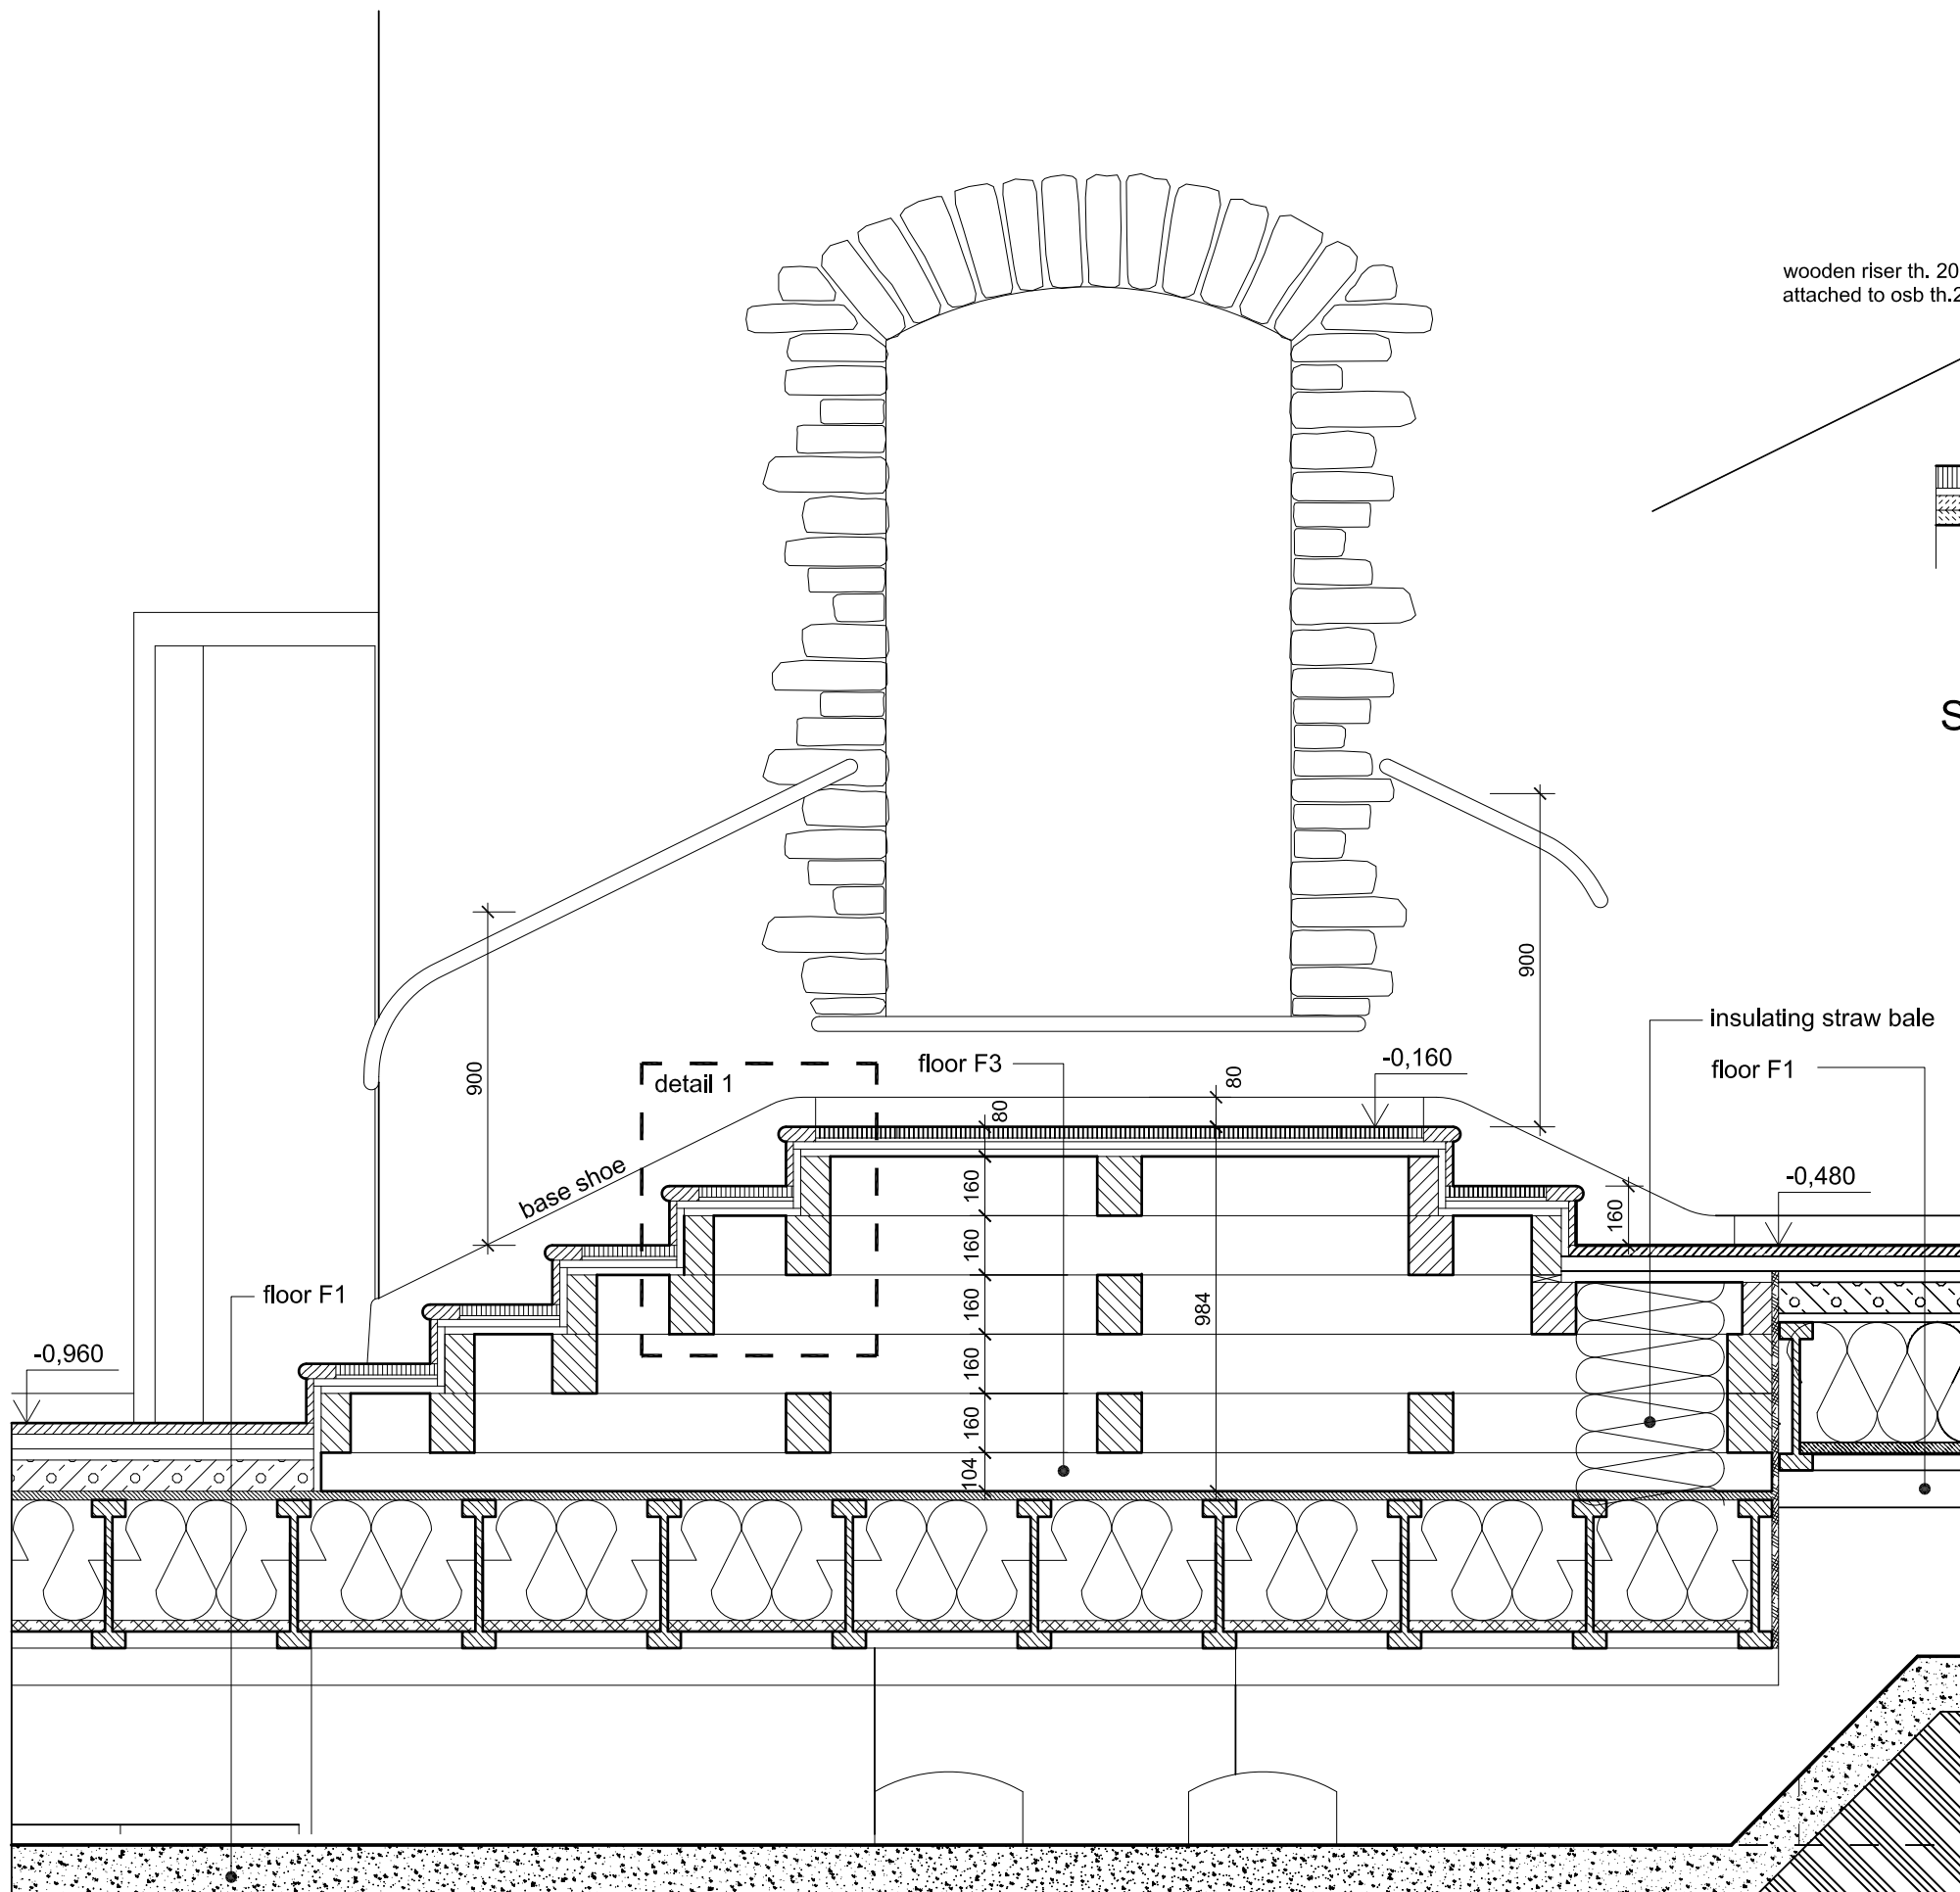 wooden riser th. 20
attached to osb th.2
S
900
900
insulating straw bale
floor F3
-0,160
80
floor F1
detail 1
80
base shoe
160
-0,480
160
160
floor F1
160
984
-0,960
160
160
104